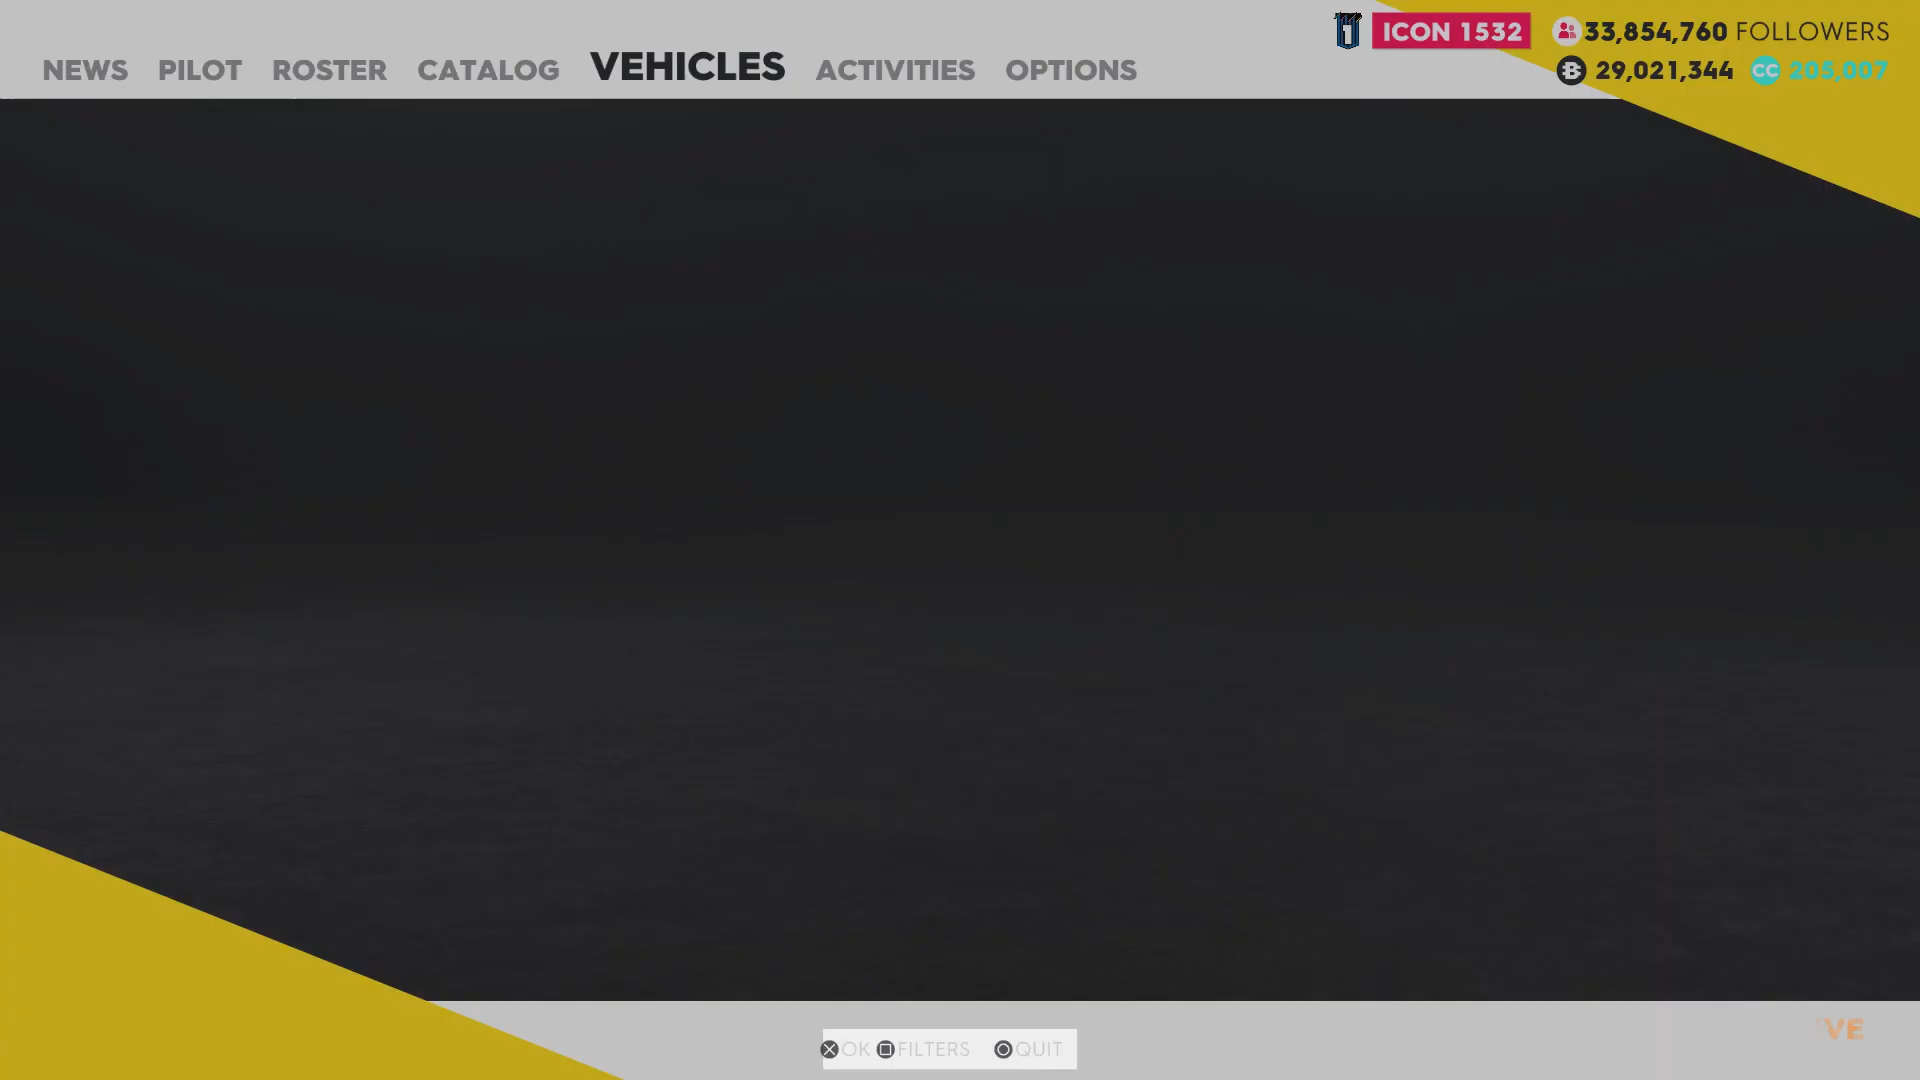 ICON 1532 33,854,760 FOLLOWERS
NEWS PILOT ROSTER CATALOG VEHICLES ACTIVITIES OPTIONS 29,021,344 CC 205,007
VE
OK FILTERS QUIT